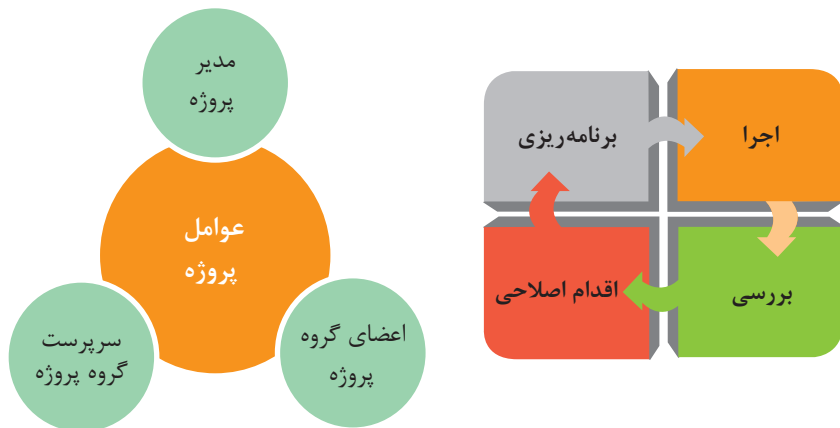 مدیر
پروژه
عوامل
پروژه
سرپرست
گروه پروژه
اعضای گروه
پروژه
برنامه‌ریزی
اجرا
بررسی
اقدام اصلاحی